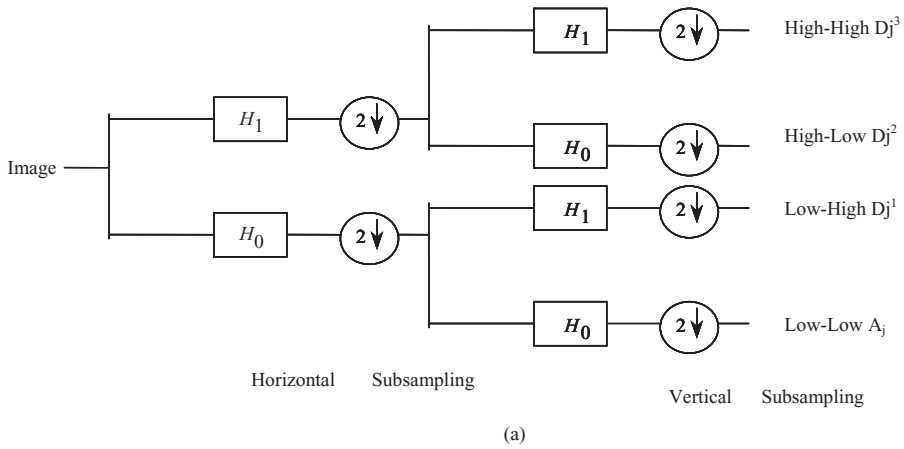 H1 2↓ High-High Dj³
H1 2↓
Image
H0 2↓ High-Low Dj²
H1 2↓ Low-High Dj¹
H0 2↓
H0 2↓ Low-Low Aj
Horizontal Subsampling
Vertical Subsampling
(a)